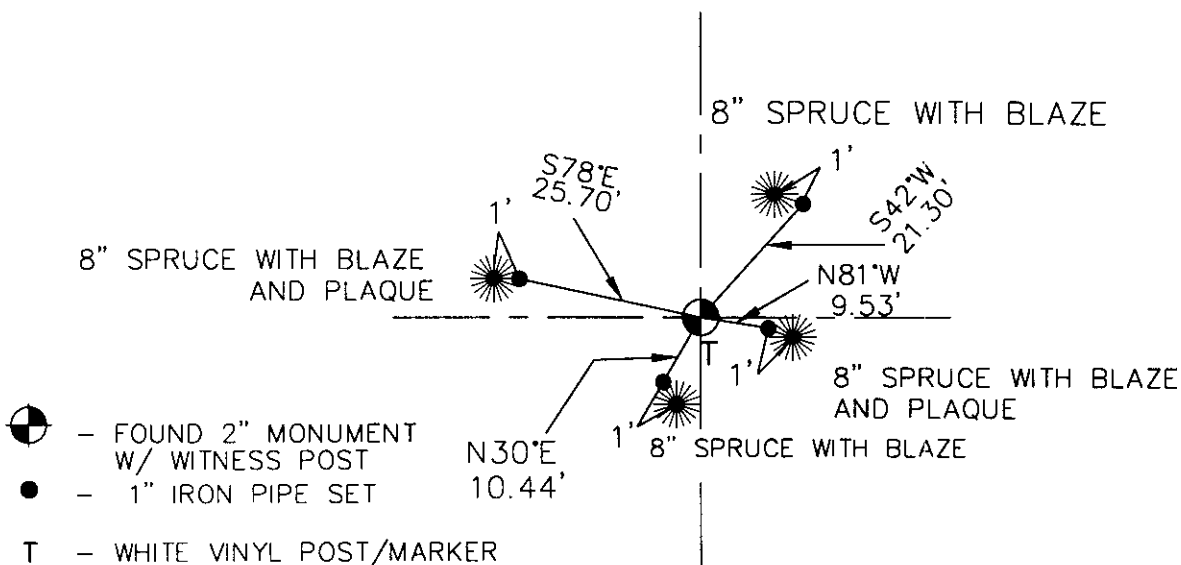 8" SPRUCE WITH BLAZE
1'
S78°E
25.70'
S42°W
21.30'
1'
8" SPRUCE WITH BLAZE
AND PLAQUE
N81°W
9.53'
T
1'
8" SPRUCE WITH BLAZE
AND PLAQUE
1'
8" SPRUCE WITH BLAZE
N30°E
10.44'
– FOUND 2" MONUMENT
W/ WITNESS POST
– 1" IRON PIPE SET
T – WHITE VINYL POST/MARKER